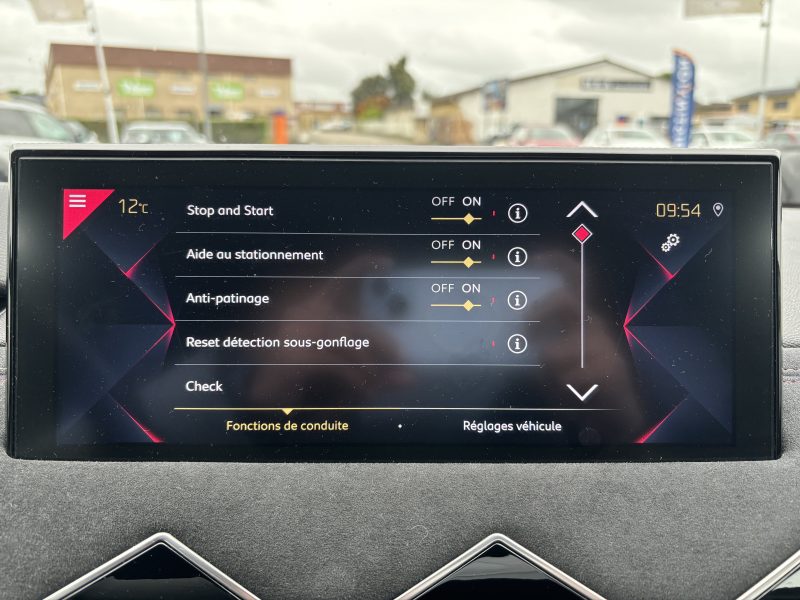 12°C
09:54
OFF ON
Stop and Start
OFF ON
Aide au stationnement
OFF ON
Anti-patinage
Reset détection sous-gonflage
Check
Fonctions de conduite
Réglages véhicule